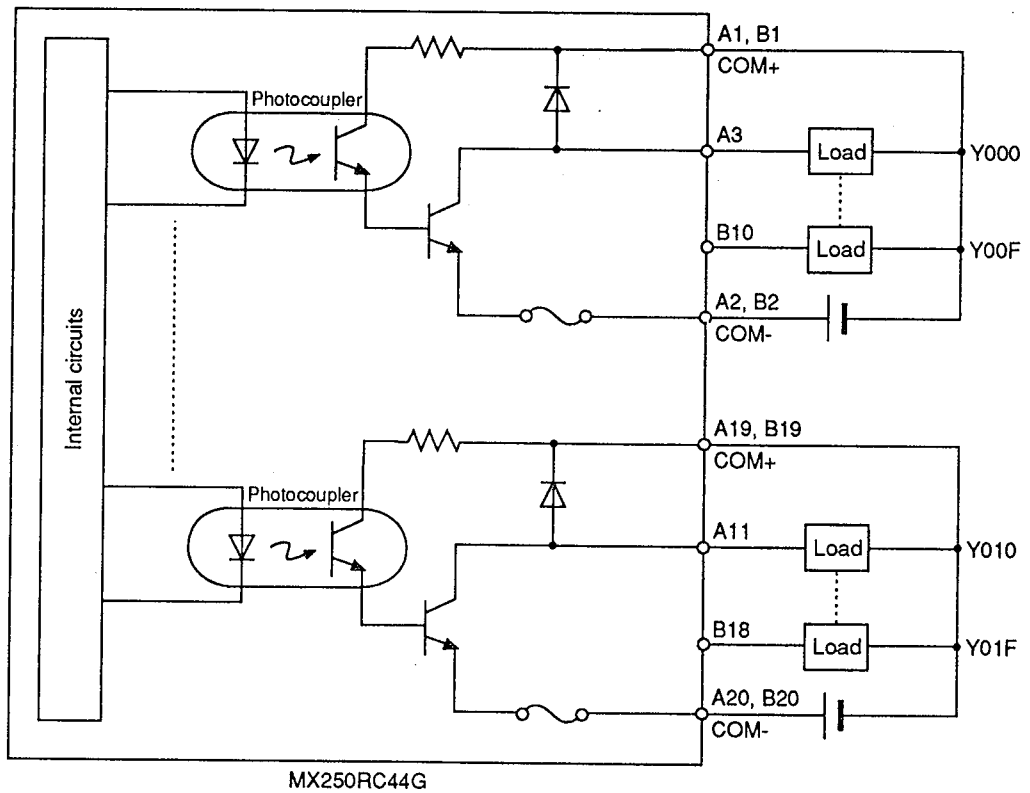 A1, B1
COM+
Photocoupler
A3
Load
Y000
B10
Load
Y00F
A2, B2
COM-
Internal circuits
A19, B19
COM+
Photocoupler
A11
Load
Y010
B18
Load
Y01F
A20, B20
COM-
MX250RC44G